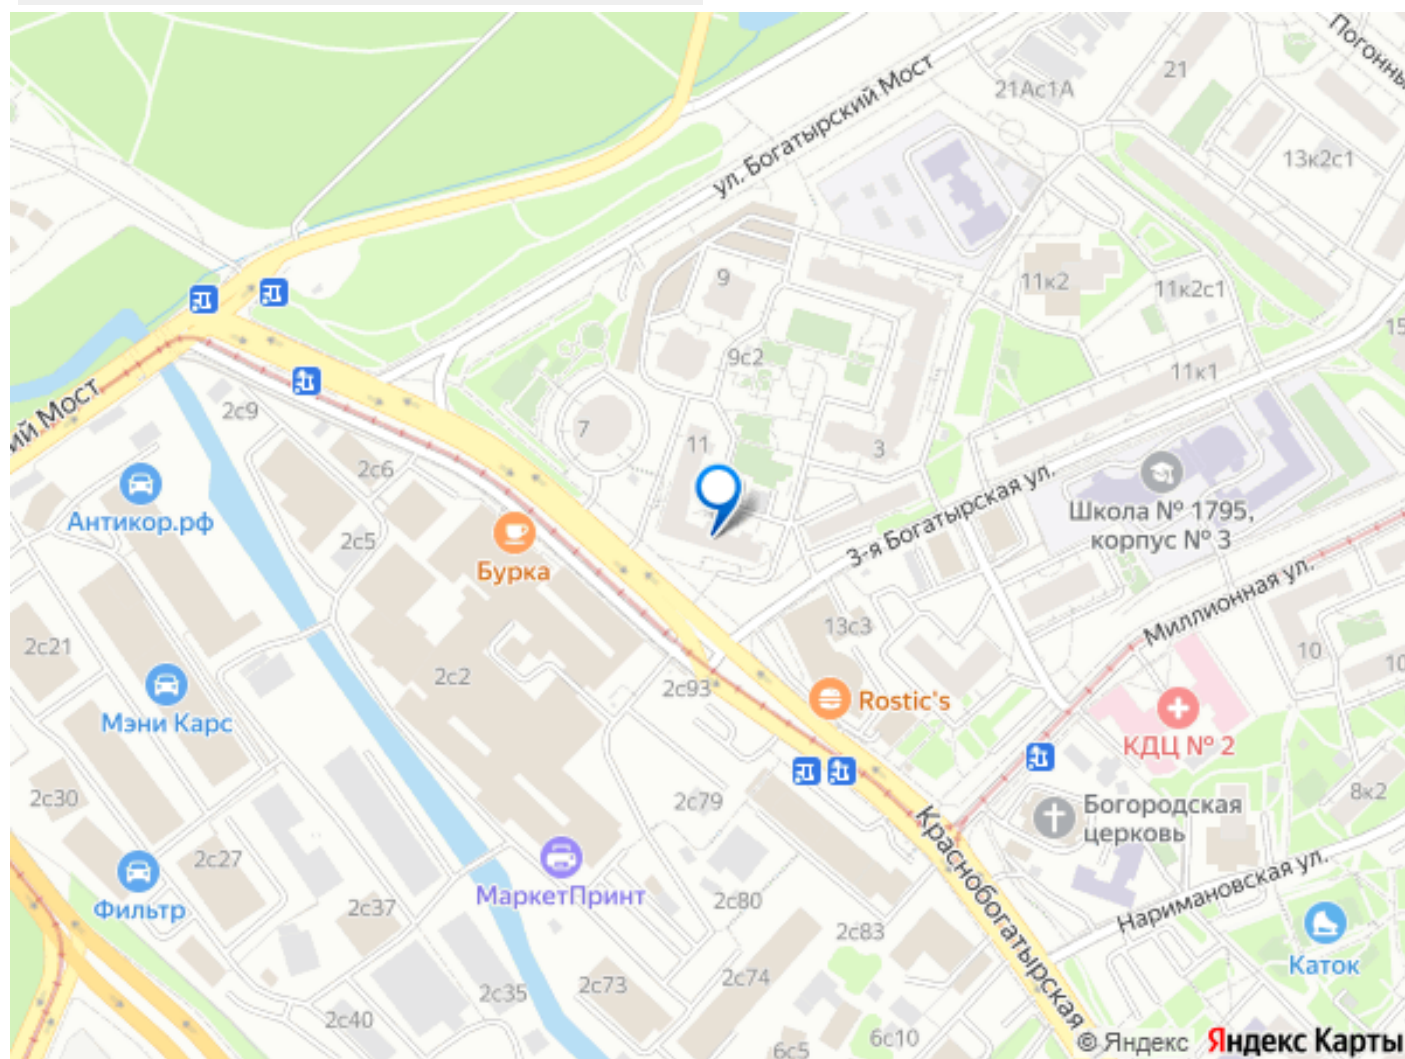 Погонны
21
21Ас1А
ул. Богатырский Мост
13к2с1
9
11к2
11к2с1
15
9с2
11к1
ий Мост
2с9
7
11
3
2с6
3-я Богатырская ул.
Школа № 1795,
корпус № 3
Антикор.рф
2с5
Бурка
Миллионная ул.
13с3
2с21
2с2
2с93
10
10
Rostic's
Мэни Карс
КДЦ № 2
2с30
2с79
8к2
Богородская
церковь
Краснобогатырская
2с27
МаркетПринт
Наримановская ул.
Фильтр
2с37
2с80
2с83
Каток
2с35
2с73
2с74
2с40
6с5
6с10
© Яндекс Яндекс Карты